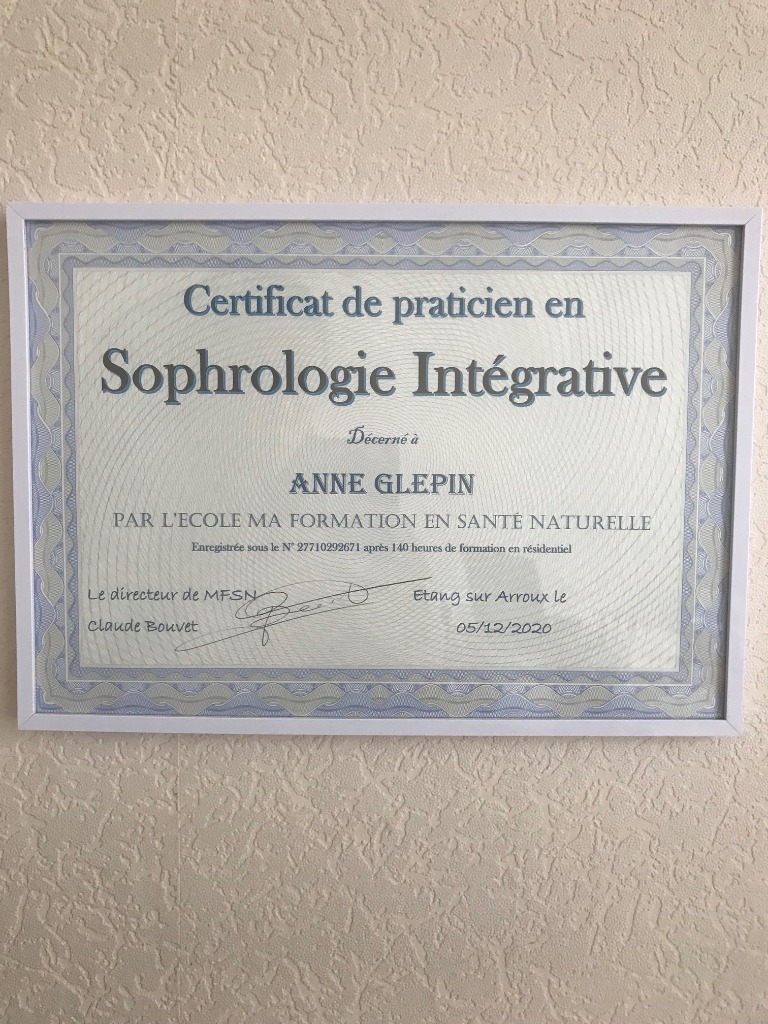 Certificat de praticien en
Sophrologie Intégrative
Décerné à
ANNE GLEPIN
PAR L'ECOLE MA FORMATION EN SANTÉ NATURELLE
Enregistrée sous le N° 27710292671 après 140 heures de formation en résidentiel
Le directeur de MFSN
Claude Bouvet
Etang sur Arroux le
05/12/2020